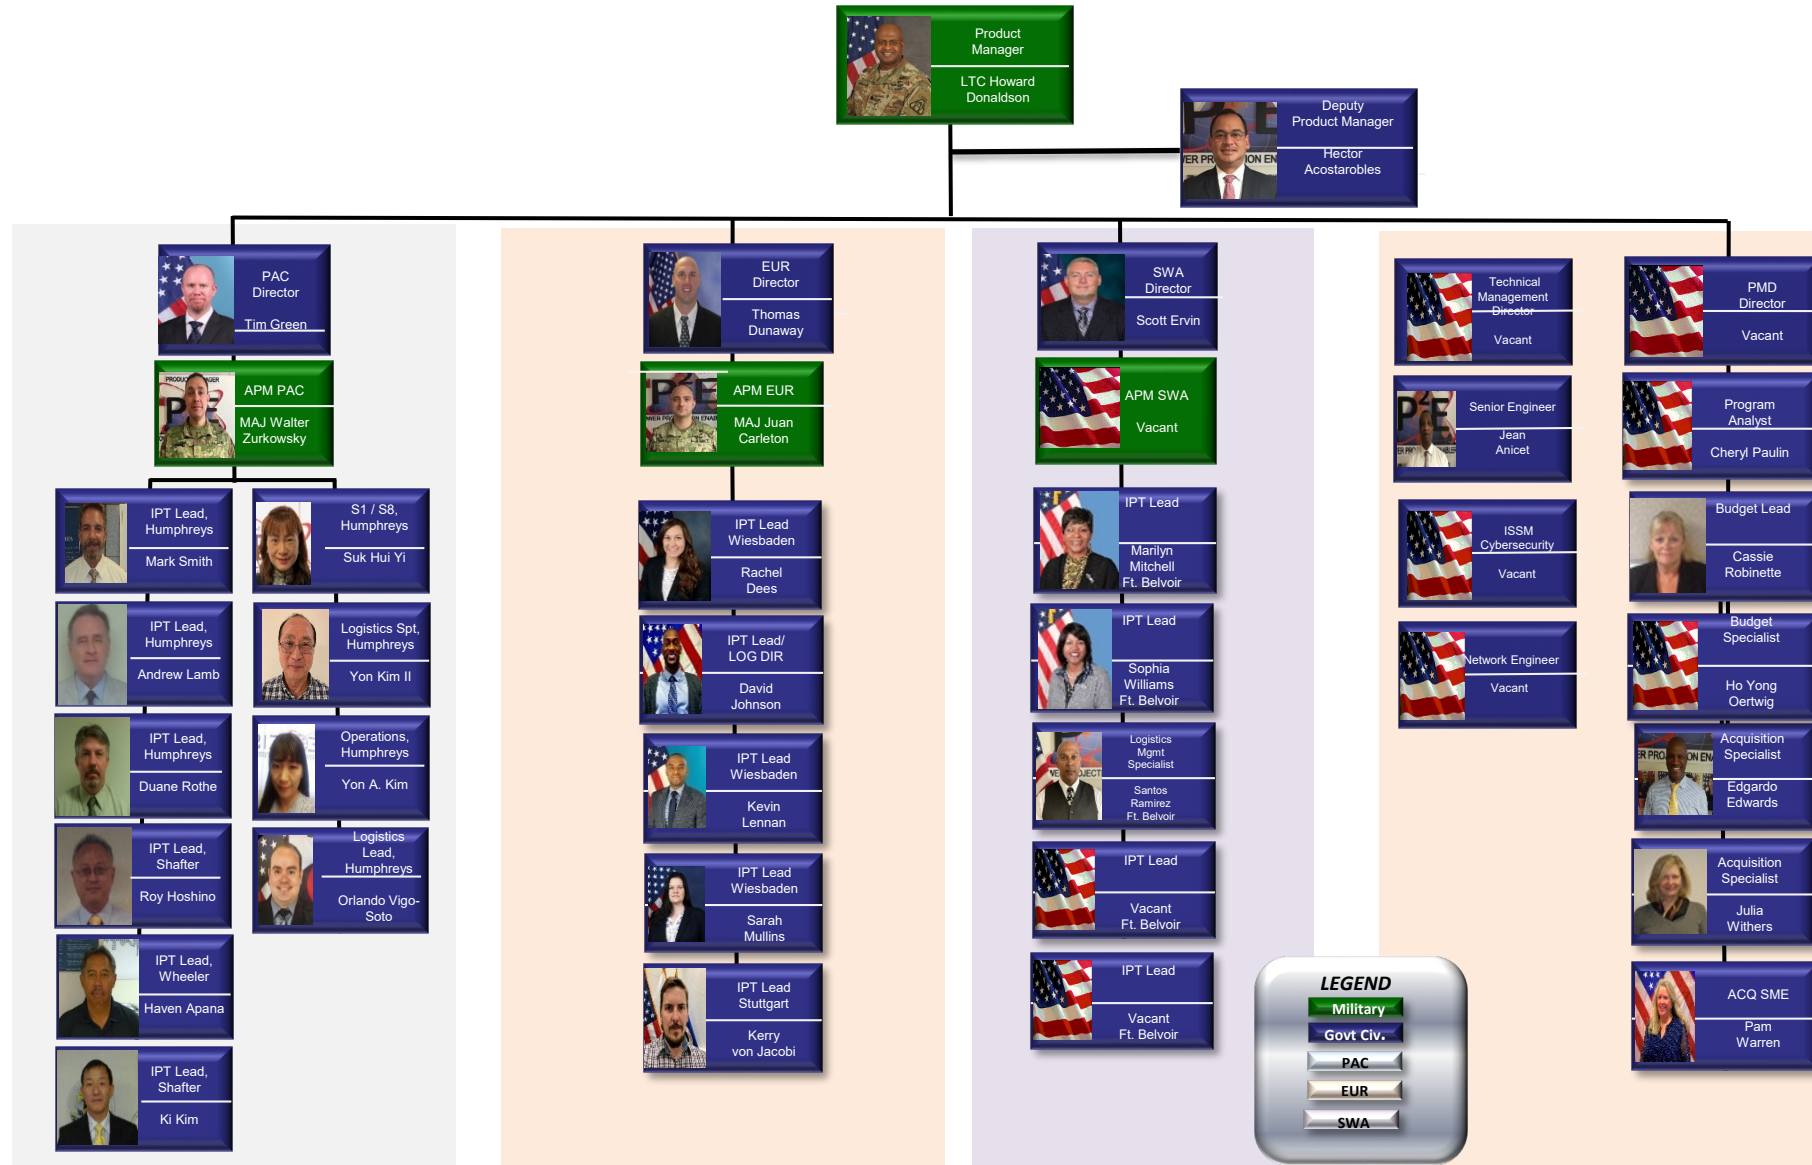 Product
Manager
LTC Howard
Donaldson
Deputy
Product Manager
Hector
Acostarobles
PAC
Director
Tim Green
APM PAC
MAJ Walter
Zurkowsky
IPT Lead,
Humphreys
Mark Smith
IPT Lead,
Humphreys
Andrew Lamb
IPT Lead,
Humphreys
Duane Rothe
IPT Lead,
Shafter
Roy Hoshino
IPT Lead,
Wheeler
Haven Apana
IPT Lead,
Shafter
Ki Kim
S1 / S8,
Humphreys
Suk Hui Yi
Logistics Spt,
Humphreys
Yon Kim II
Operations,
Humphreys
Yon A. Kim
Logistics
Lead,
Humphreys
Orlando Vigo-
Soto
EUR
Director
Thomas
Dunaway
APM EUR
MAJ Juan
Carleton
IPT Lead
Wiesbaden
Rachel
Dees
IPT Lead/
LOG DIR
David
Johnson
IPT Lead
Wiesbaden
Kevin
Lennan
IPT Lead
Wiesbaden
Sarah
Mullins
IPT Lead
Stuttgart
Kerry
von Jacobi
SWA
Director
Scott Ervin
APM SWA
Vacant
IPT Lead
Marilyn
Mitchell
Ft. Belvoir
IPT Lead
Sophia
Williams
Ft. Belvoir
Logistics
Mgmt
Specialist
Santos
Ramirez
Ft. Belvoir
IPT Lead
Vacant
Ft. Belvoir
IPT Lead
Vacant
Ft. Belvoir
Technical
Management
Director
Vacant
Senior Engineer
Jean
Anicet
ISSM
Cybersecurity
Vacant
Network Engineer
Vacant
PMD
Director
Vacant
Program
Analyst
Cheryl Paulin
Budget Lead
Cassie
Robinette
Budget
Specialist
Ho Yong
Oertwig
Acquisition
Specialist
Edgardo
Edwards
Acquisition
Specialist
Julia
Withers
ACQ SME
Pam
Warren
LEGEND
Military
Govt Civ.
PAC
EUR
SWA